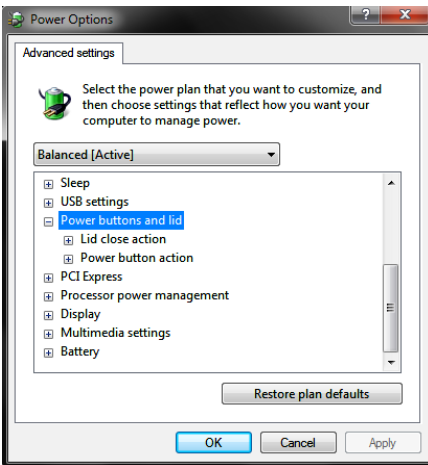 Power Options
Advanced settings
Select the power plan that you want to customize, and
then choose settings that reflect how you want your
computer to manage power.
Balanced [Active]
Sleep
USB settings
Power buttons and lid
Lid close action
Power button action
PCI Express
Processor power management
Display
Multimedia settings
Battery
Restore plan defaults
OK Cancel Apply